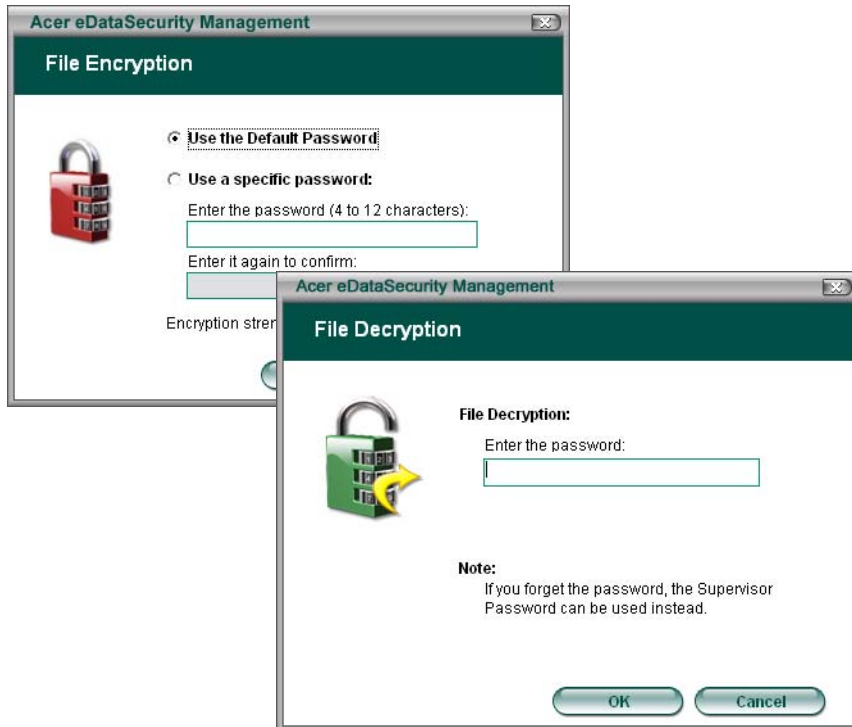 Acer eDataSecurity Management
File Encryption
Use the Default Password
Use a specific password:
Enter the password (4 to 12 characters):
Enter it again to confirm:
Encryption
Acer eDataSecurity Management
File Decryption
File Decryption:
Enter the password:
Note:
If you forget the password, the Supervisor
Password can be used instead.
OK
Cancel